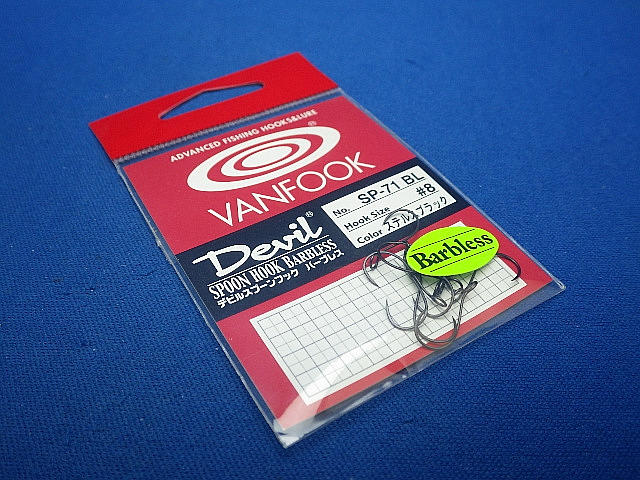 ADVANCED FISHING HOOKS&LURE
VANFOOK®
Devil®
SPOON HOOK BARBLESS
デビルスプーンフック バーブレス
No. SP-71 BL
Hook Size #8
Color ステルスブラック
Barbless